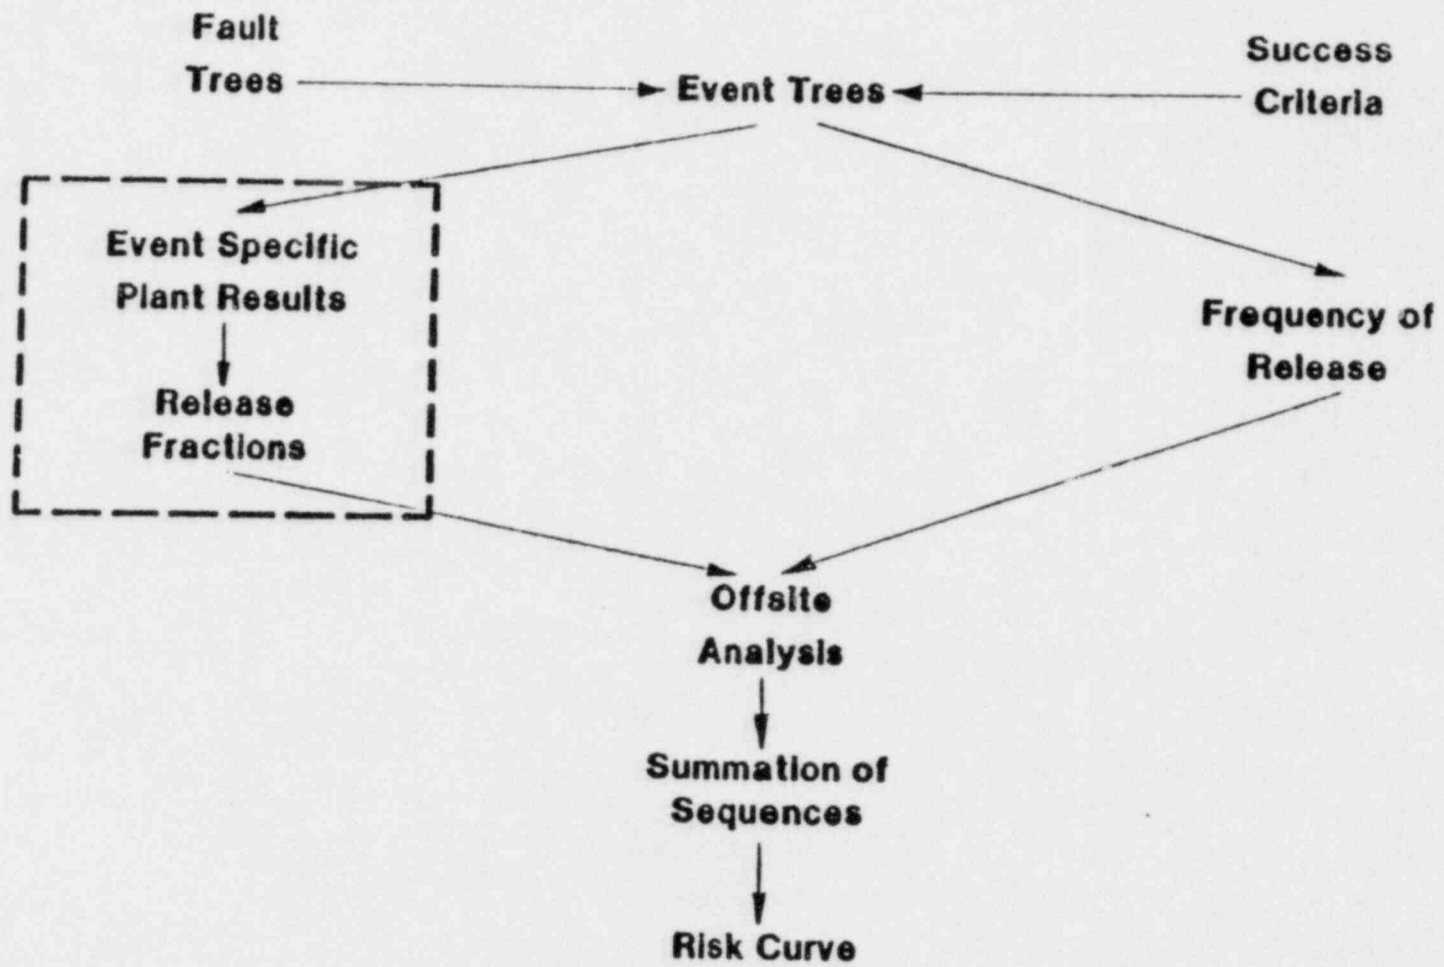 Fault
Trees
Success
Criteria
Event Trees
Event Specific
Plant Results
Release
Fractions
Frequency of
Release
Offsite
Analysis
Summation of
Sequences
Risk Curve